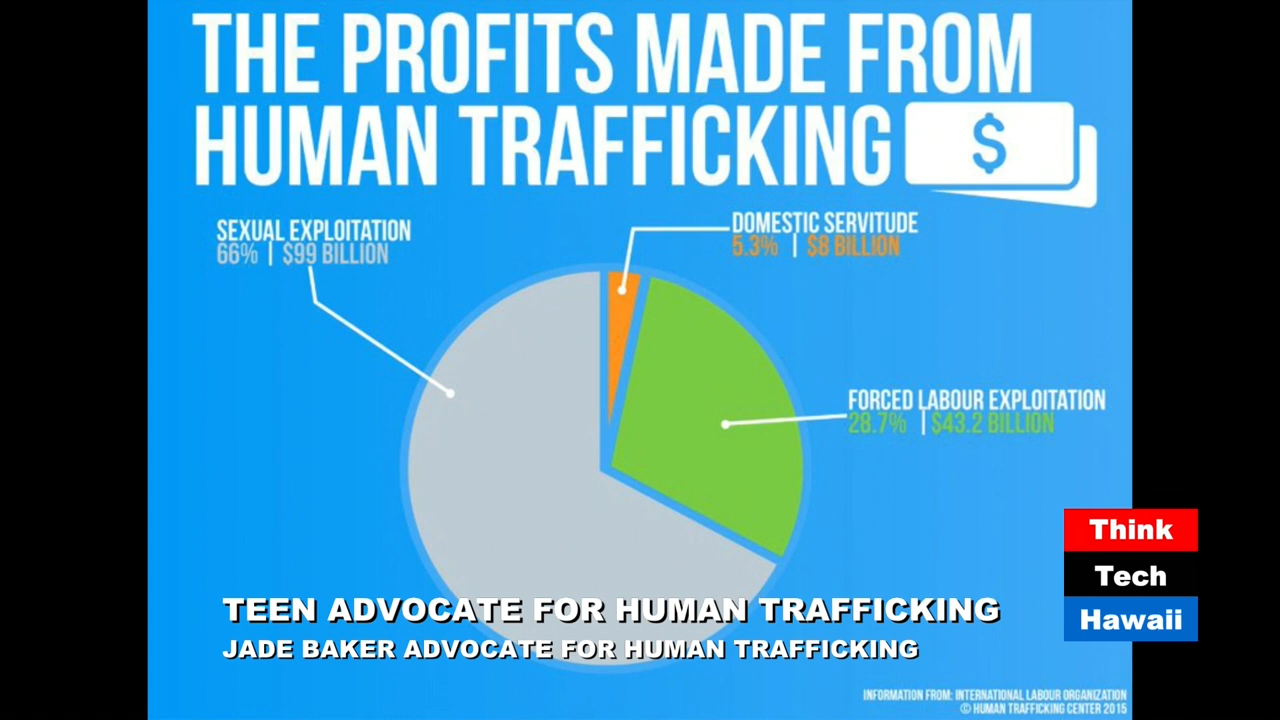 THE PROFITS MADE FROM
HUMAN TRAFFICKING
$
SEXUAL EXPLOITATION
66% | $99 BILLION
DOMESTIC SERVITUDE
5.3% | $8 BILLION
FORCED LABOUR EXPLOITATION
28.7% | $43.2 BILLION
Think
Tech
Hawaii
TEEN ADVOCATE FOR HUMAN TRAFFICKING
JADE BAKER ADVOCATE FOR HUMAN TRAFFICKING
INFORMATION FROM: INTERNATIONAL LABOUR ORGANIZATION
© HUMAN TRAFFICKING CENTER 2015